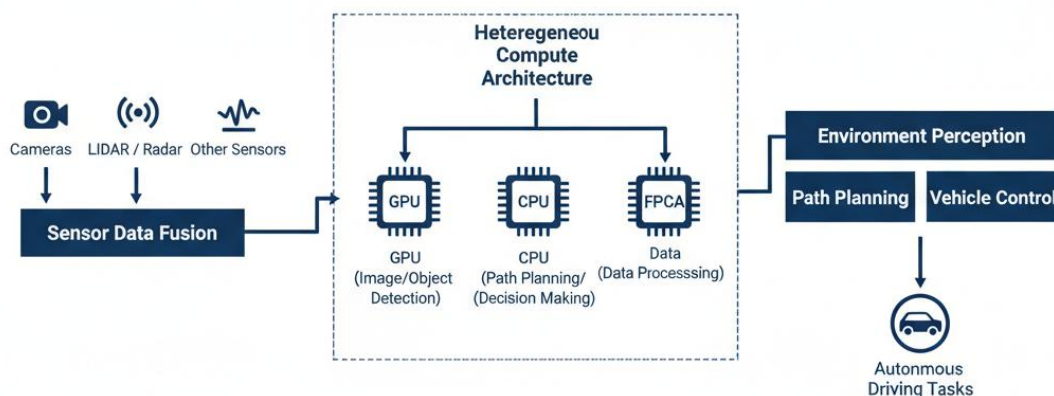 Heteregeneou
Compute
Architecture
Cameras
LIDAR / Radar
Other Sensors
Sensor Data Fusion
GPU
CPU
FPCA
GPU
(Image/Object
Detection)
CPU
(Path Planning/
(Decision Making)
Data
(Data Processsing)
Environment Perception
Path Planning
Vehicle Control
Autonmous
Driving Tasks